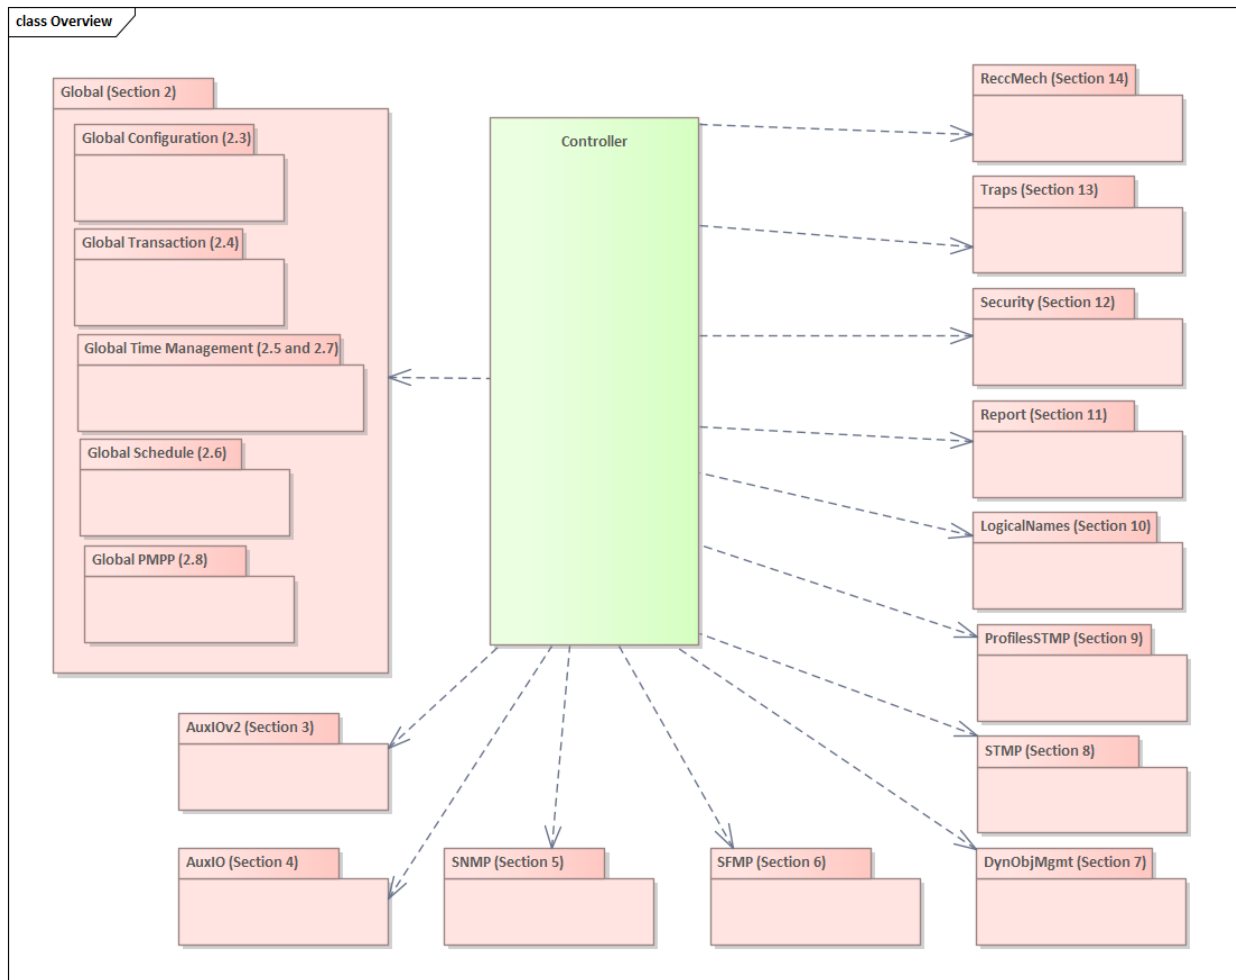 class Overview
Global (Section 2)
Global Configuration (2.3)
Global Transaction (2.4)
Global Time Management (2.5 and 2.7)
Global Schedule (2.6)
Global PMPP (2.8)
Controller
ReccMech (Section 14)
Traps (Section 13)
Security (Section 12)
Report (Section 11)
LogicalNames (Section 10)
ProfilesSTMP (Section 9)
STMP (Section 8)
AuxIOv2 (Section 3)
AuxIO (Section 4)
SNMP (Section 5)
SFMP (Section 6)
DynObjMgmt (Section 7)